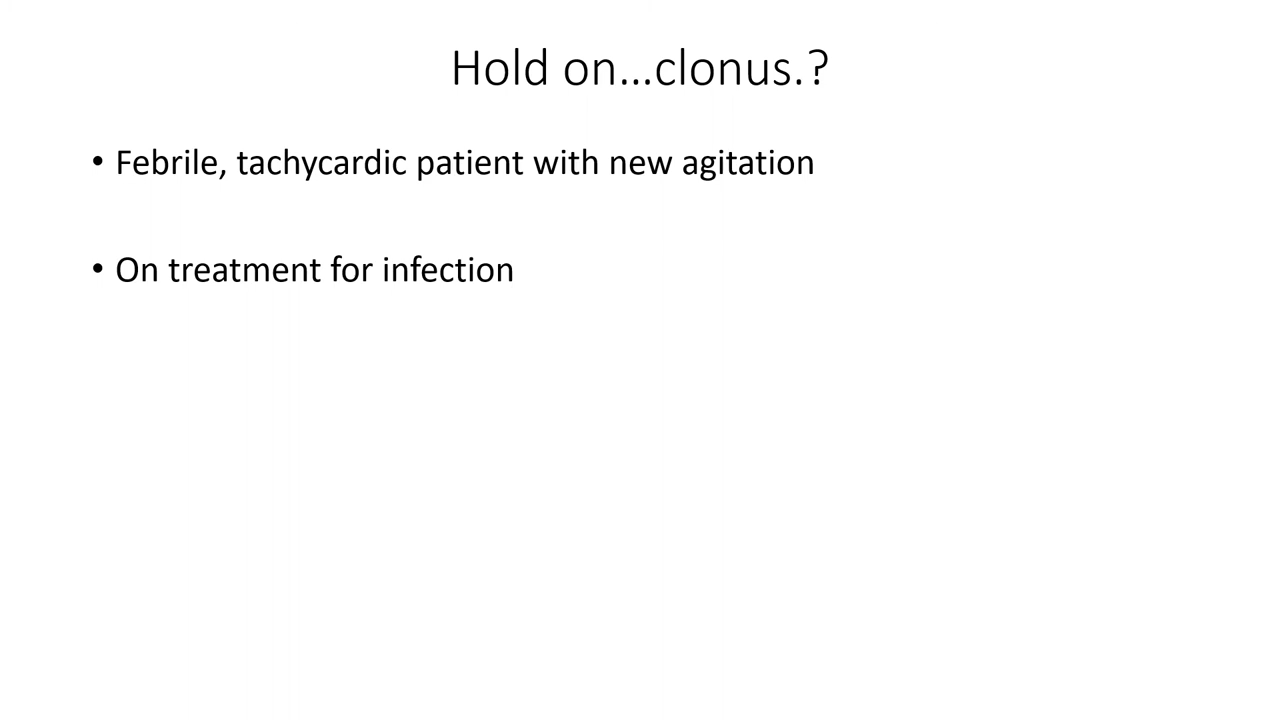 Hold on...clonus.?
• Febrile, tachycardic patient with new agitation
• On treatment for infection